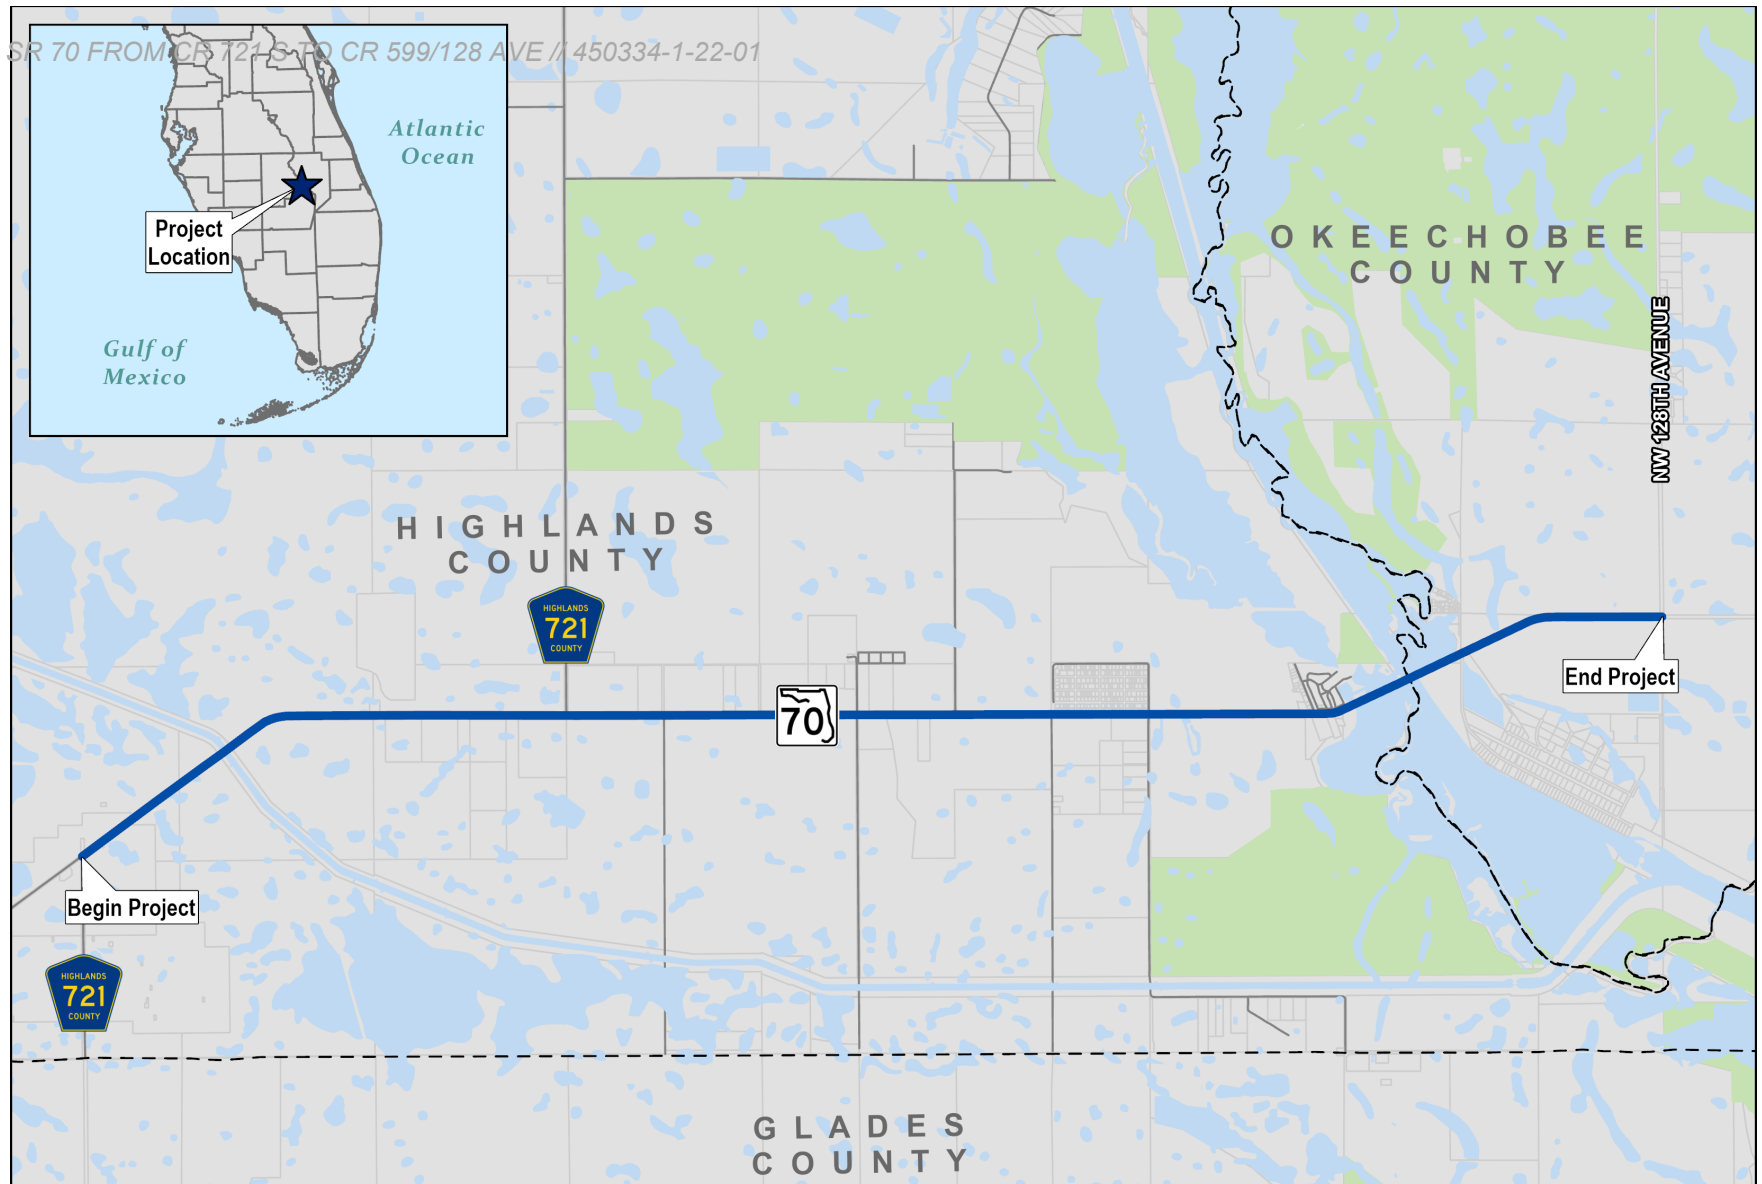 SR 70 FROM CR 721 S TO CR 599/128 AVE // 450334-1-22-01
Atlantic
Ocean
Project
Location
Gulf of
Mexico
OKEECHOBEE
COUNTY
NW 128TH AVENUE
HIGHLANDS
COUNTY
HIGHLANDS
721
COUNTY
70
End Project
Begin Project
HIGHLANDS
721
COUNTY
GLADES
COUNTY